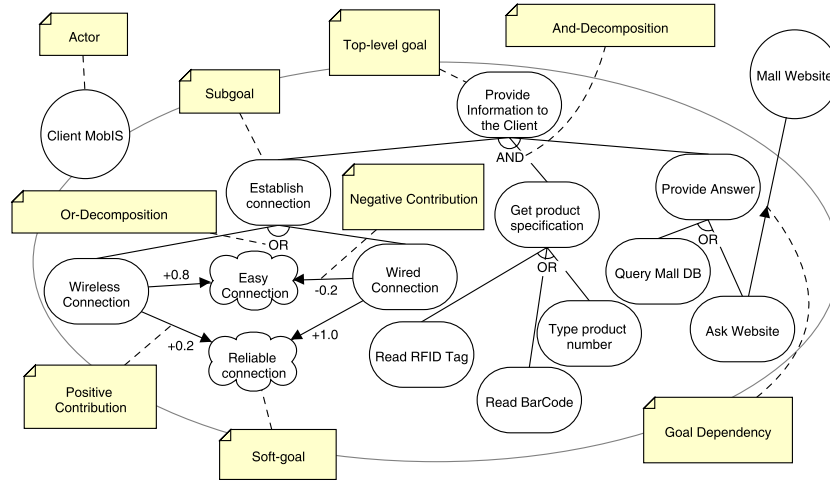 Actor
Top-level goal
And-Decomposition
Subgoal
Mall Website
Client MobIS
Provide
Information to
the Client
AND
Establish
connection
Negative Contribution
Get product
specification
Provide Answer
Or-Decomposition
OR
OR
OR
Wireless
Connection
+0.8
Easy
Connection
-0.2
Wired
Connection
Query Mall DB
+0.2
+1.0
Reliable
connection
Read RFID Tag
Type product
number
Ask Website
Read BarCode
Positive
Contribution
Goal Dependency
Soft-goal